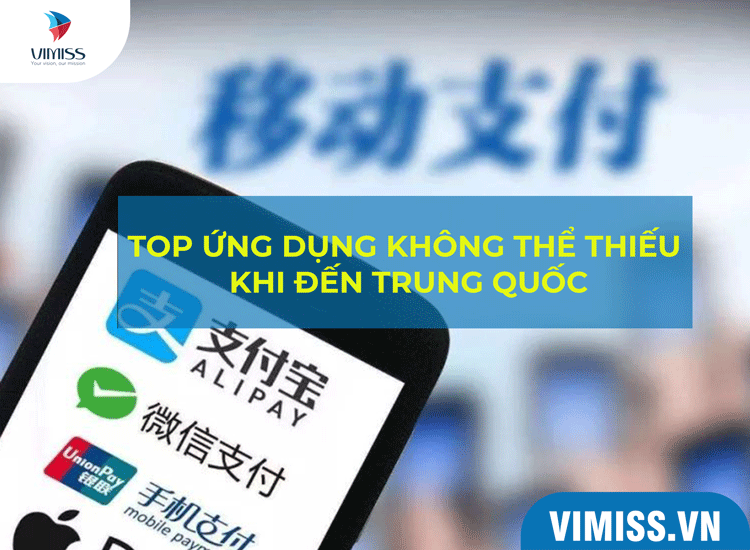 VIMISS
Your vision, our mission
移动支付
TOP ỨNG DỤNG KHÔNG THỂ THIẾU
KHI ĐẾN TRUNG QUỐC
支付宝
ALIPAY
微信支付
UnionPay
银联
手机支付
mobile paym
VIMISS.VN